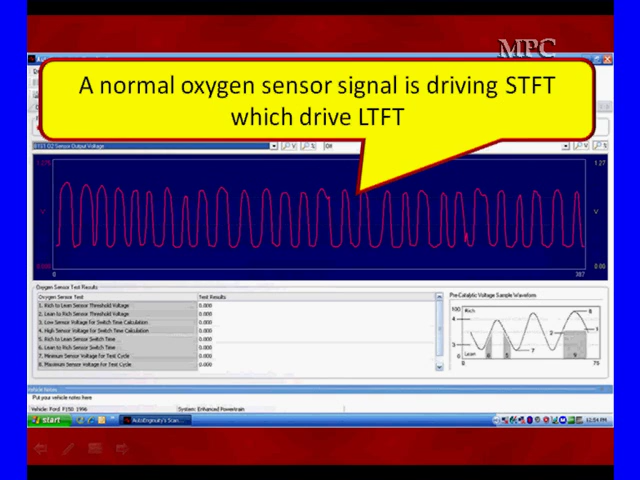 MPC
A normal oxygen sensor signal is driving STFT
which drive LTFT
B1S1 O2 Sensor Output Voltage
Off
1.275
1.27
V
V
0.000
0.00
0
387
Oxygen Sensor Test Results
Oxygen Sensor Test
Test Results
1. Rich to Lean Sensor Threshold Voltage
0.000
2. Lean to Rich Sensor Threshold Voltage
0.000
3. Low Sensor Voltage for Switch Time Calculation
0.000
4. High Sensor Voltage for Switch Time Calculation
0.000
5. Rich to Lean Sensor Switch Time
0.000
6. Lean to Rich Sensor Switch Time
0.000
7. Minimum Sensor Voltage for Test Cycle
0.000
8. Maximum Sensor Voltage for Test Cycle
0.000
Pre-Catalytic Voltage Sample Waveform
Rich
Lean
Vehicle Notes
Put your vehicle notes here
Vehicle: Ford F150 1996
System: Enhanced Powertrain
start
AutoEnginuity's Scan...
12:54 PM